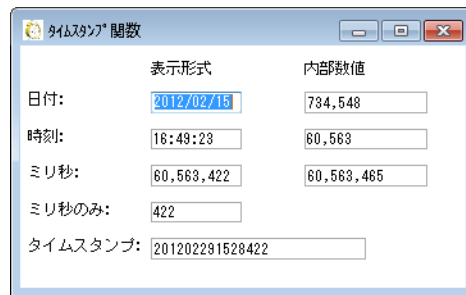 ﾀｲﾑｽﾀﾝﾌﾟ関数
表示形式 内部数値
日付: 2012/02/15 734,548
時刻: 16:49:23 60,563
ミリ秒: 60,563,422 60,563,465
ミリ秒のみ: 422
タイムスタンプ: 201202291528422